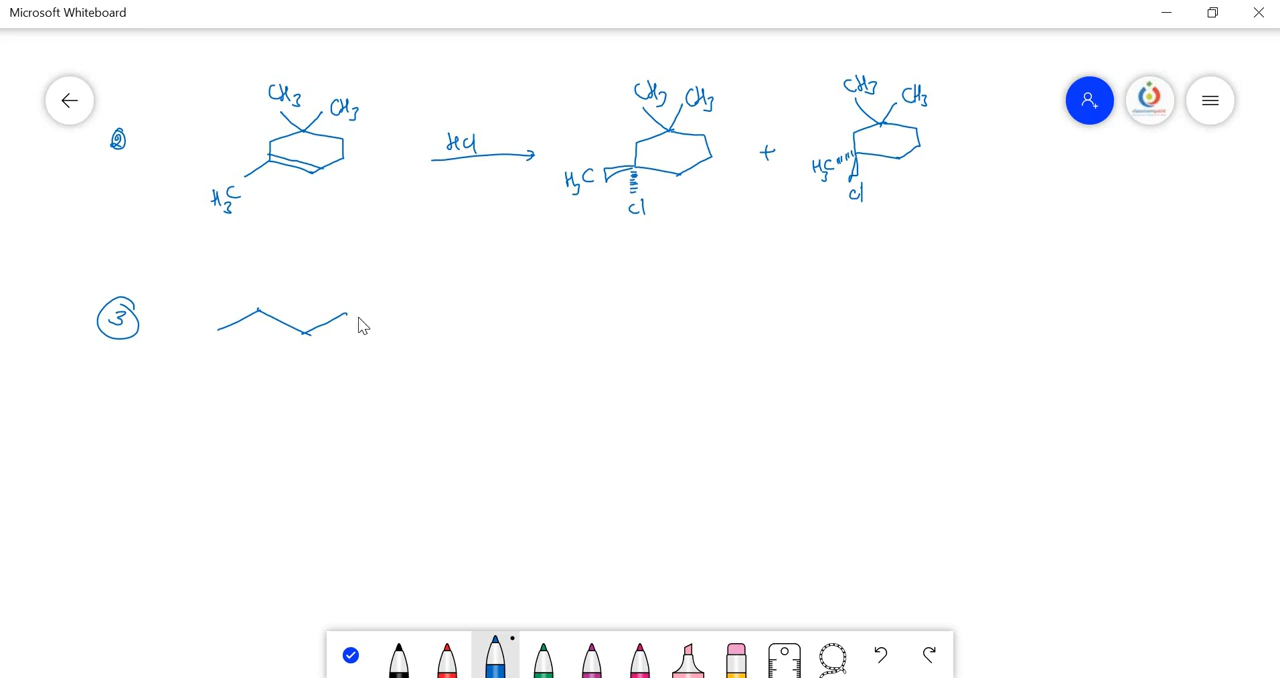 Microsoft Whiteboard
CH3 CH3 CH3 CH3 CH3 CH3
2 HCl + H3C
H3C H3C Cl Cl
3